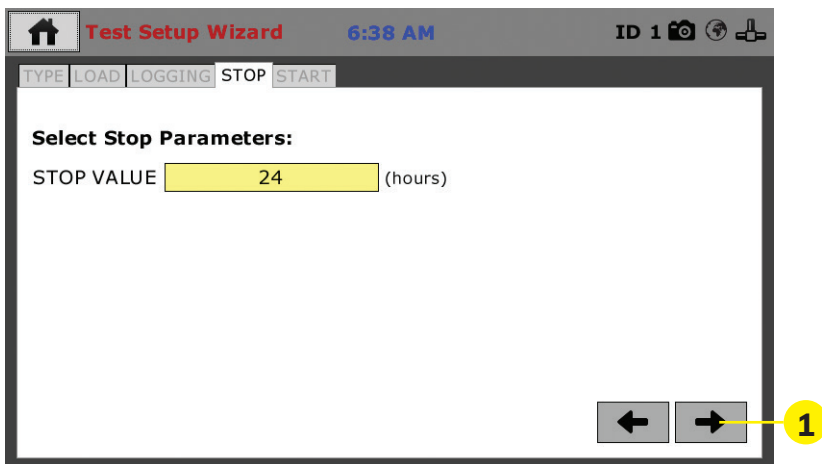 Test Setup Wizard 6:38 AM ID 1
TYPE LOAD LOGGING STOP START
Select Stop Parameters:
STOP VALUE 24 (hours)
1